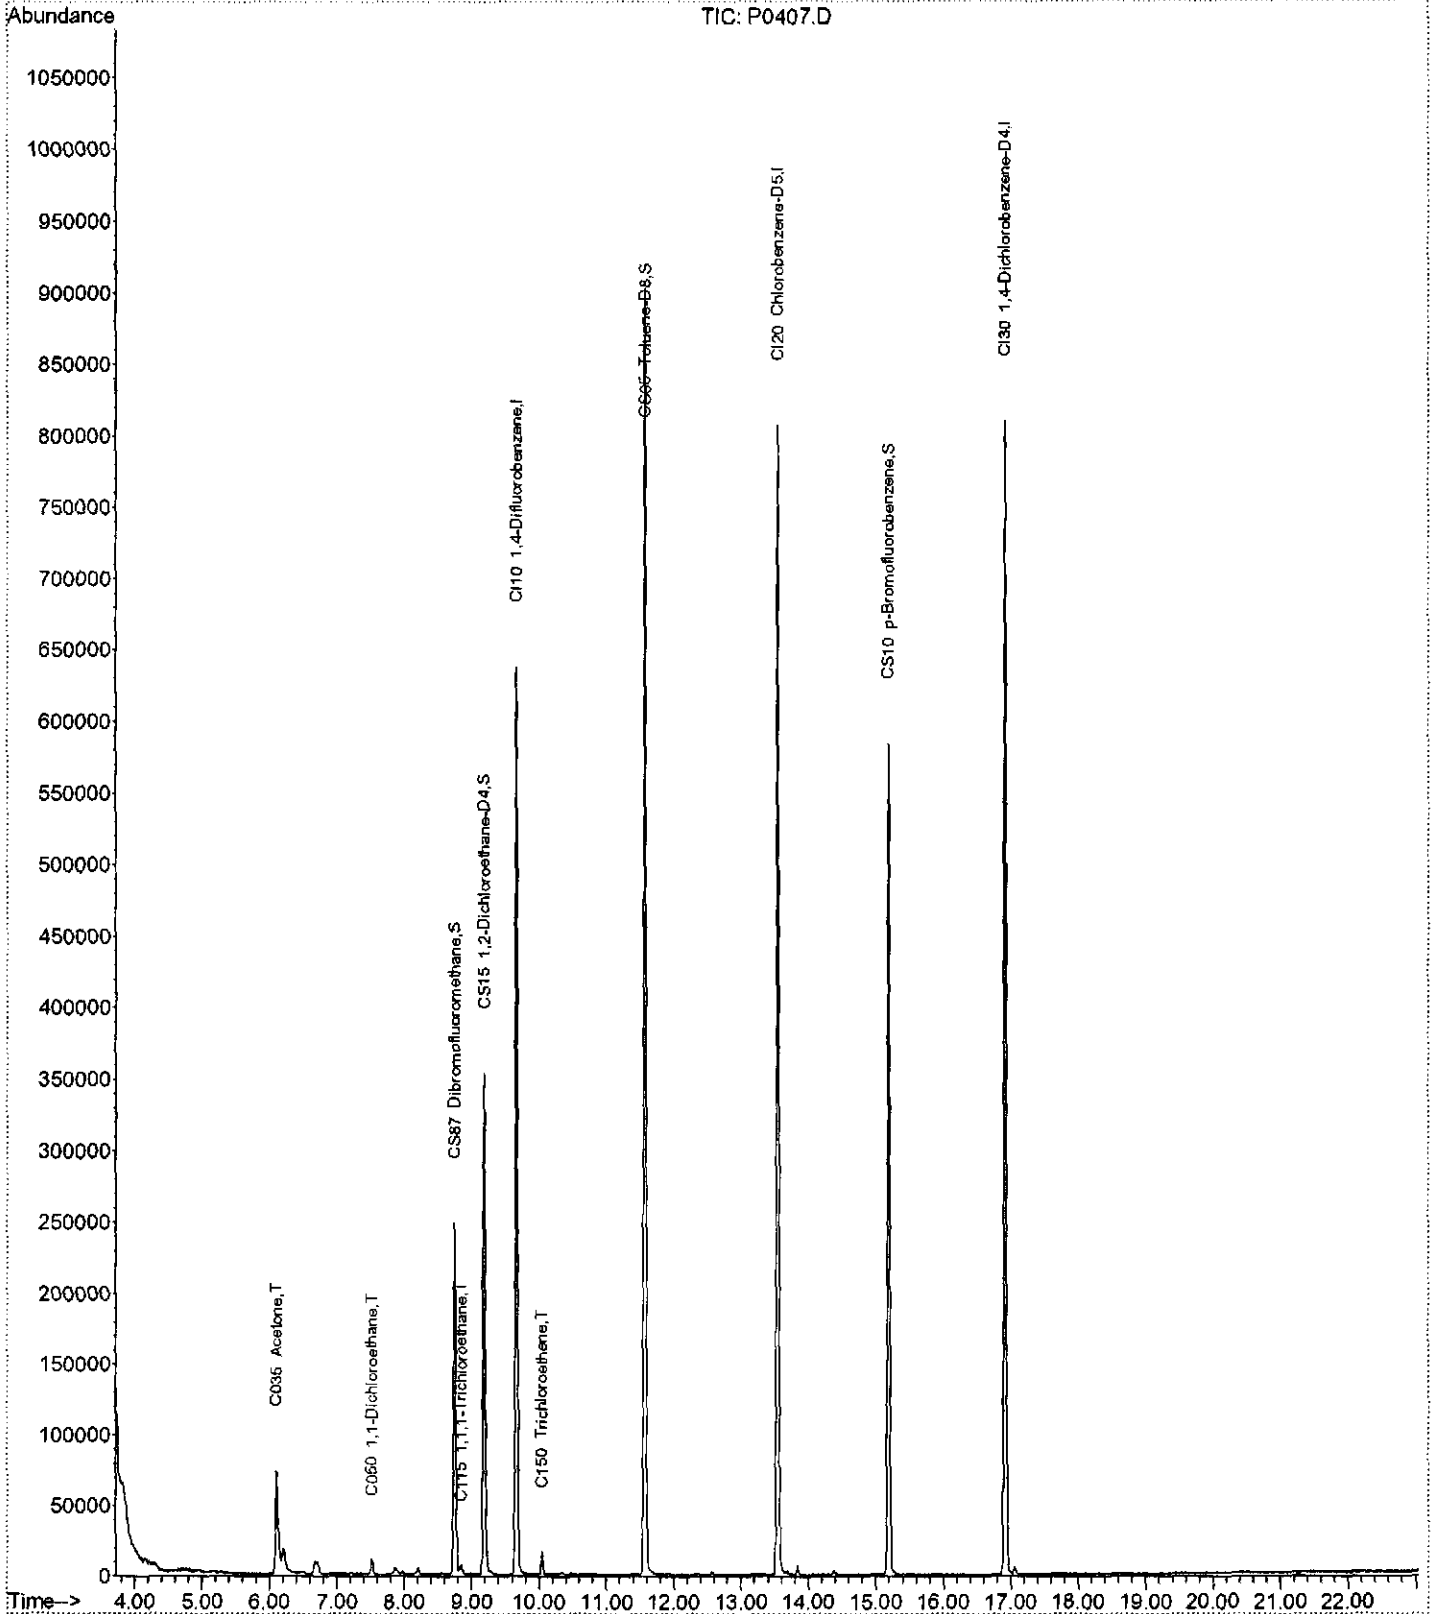 Abundance
TIC: P0407.D
1050000
1000000
950000
900000
850000
800000
750000
700000
650000
600000
550000
500000
450000
400000
350000
300000
250000
200000
150000
100000
50000
0
C035 Acetone,T
C050 1,1-Dichloroethane,T
CS87 Dibromofluoromethane,S
C115 1,1,1-Trichloroethane,T
CS15 1,2-Dichloroethane-D4,S
CI10 1,4-Difluorobenzene,I
C150 Trichloroethene,T
CS05 Toluene-D8,S
CI20 Chlorobenzene-D5,I
CS10 p-Bromofluorobenzene,S
CI30 1,4-Dichlorobenzene-D4,I
Time--> 4.00 5.00 6.00 7.00 8.00 9.00 10.00 11.00 12.00 13.00 14.00 15.00 16.00 17.00 18.00 19.00 20.00 21.00 22.00